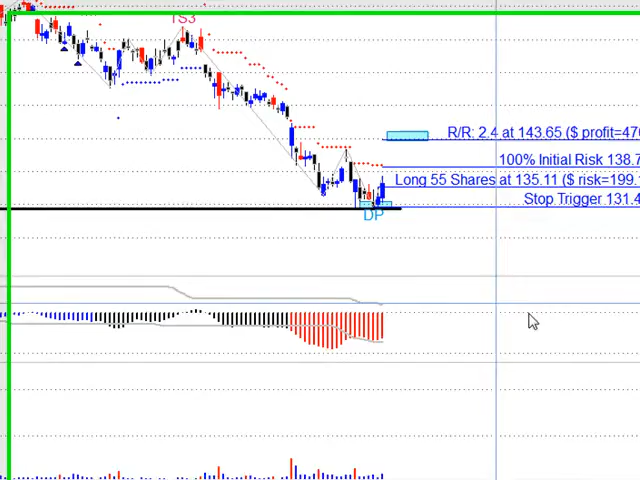 TS3
R/R: 2.4 at 143.65 ($ profit=470
100% Initial Risk 138.7
Long 55 Shares at 135.11 ($ risk=199.
Stop Trigger 131.4
DP